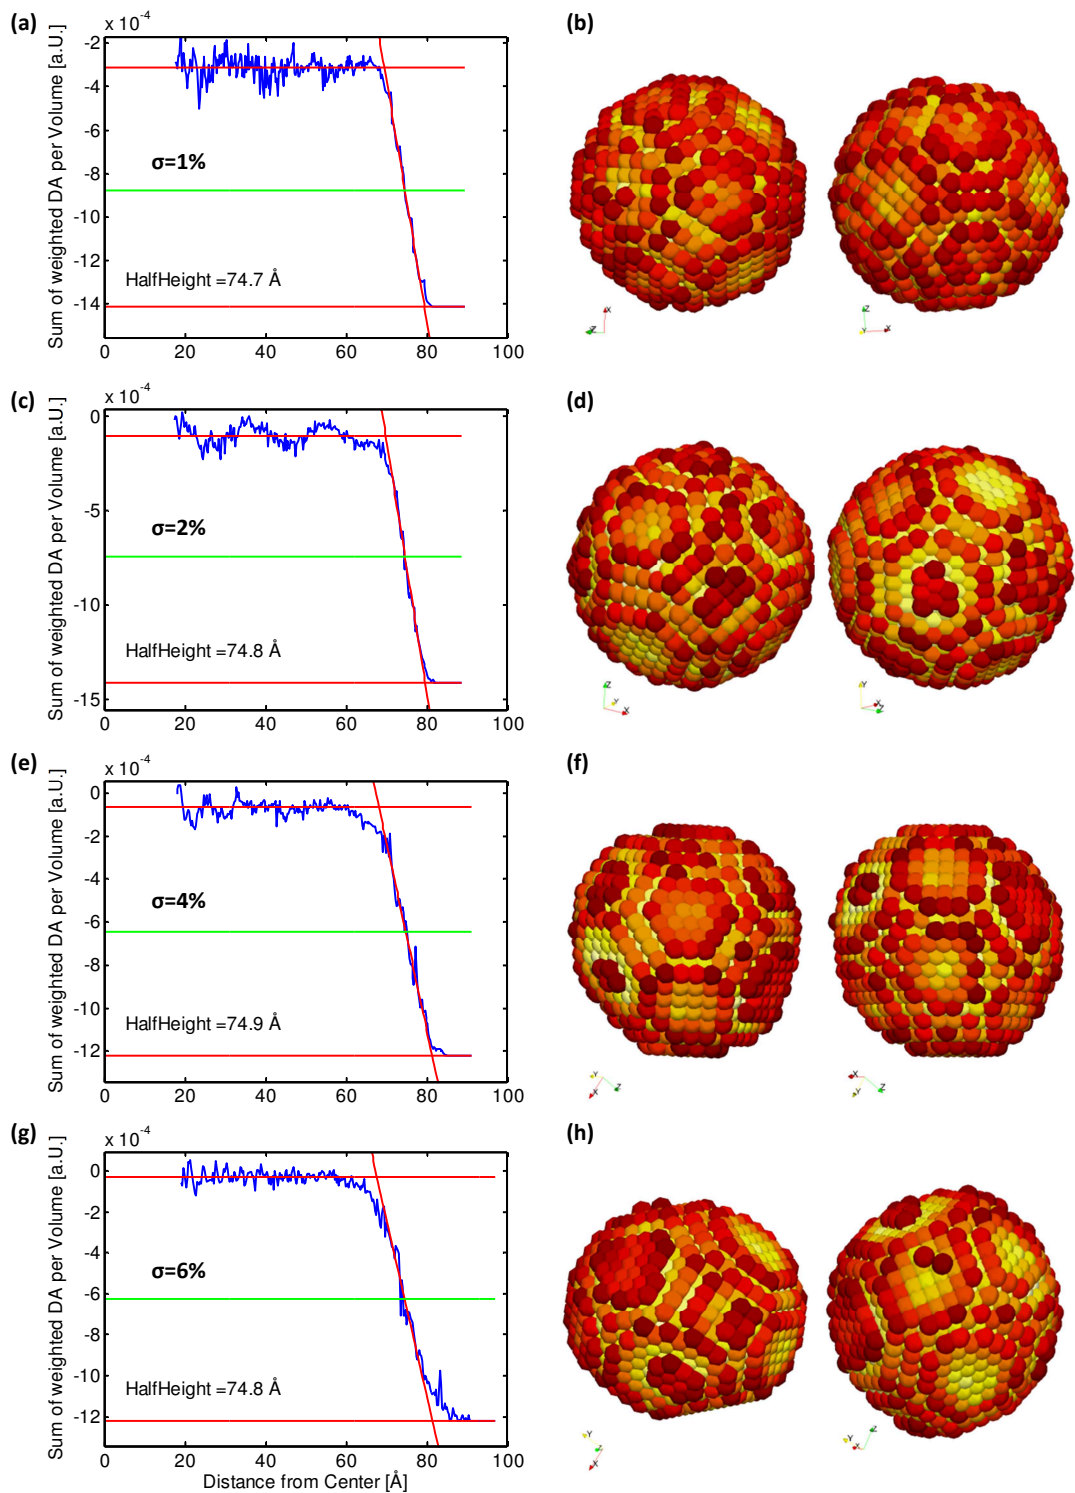 (a)
x 10^-4
Sum of weighted DA per Volume [a.U.]
-2
-4
-6
-8
-10
-12
-14
σ=1%
HalfHeight =74.7 Å
0 20 40 60 80 100
(b)
Z X
Z Y X
(c)
x 10^-4
Sum of weighted DA per Volume [a.U.]
0
-5
-10
-15
σ=2%
HalfHeight =74.8 Å
0 20 40 60 80 100
(d)
Z Y X
Y X Z
(e)
x 10^-4
Sum of weighted DA per Volume [a.U.]
0
-2
-4
-6
-8
-10
-12
σ=4%
HalfHeight =74.9 Å
0 20 40 60 80 100
(f)
Y X Z
X Y Z
(g)
x 10^-4
Sum of weighted DA per Volume [a.U.]
0
-2
-4
-6
-8
-10
-12
σ=6%
HalfHeight =74.8 Å
0 20 40 60 80 100
Distance from Center [Å]
(h)
Y Z X
Y X Z